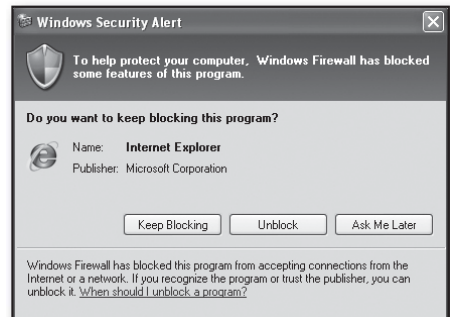 Windows Security Alert
To help protect your computer, Windows Firewall has blocked
some features of this program.
Do you want to keep blocking this program?
Name: Internet Explorer
Publisher: Microsoft Corporation
Keep Blocking Unblock Ask Me Later
Windows Firewall has blocked this program from accepting connections from the
Internet or a network. If you recognize the program or trust the publisher, you can
unblock it. When should I unblock a program?